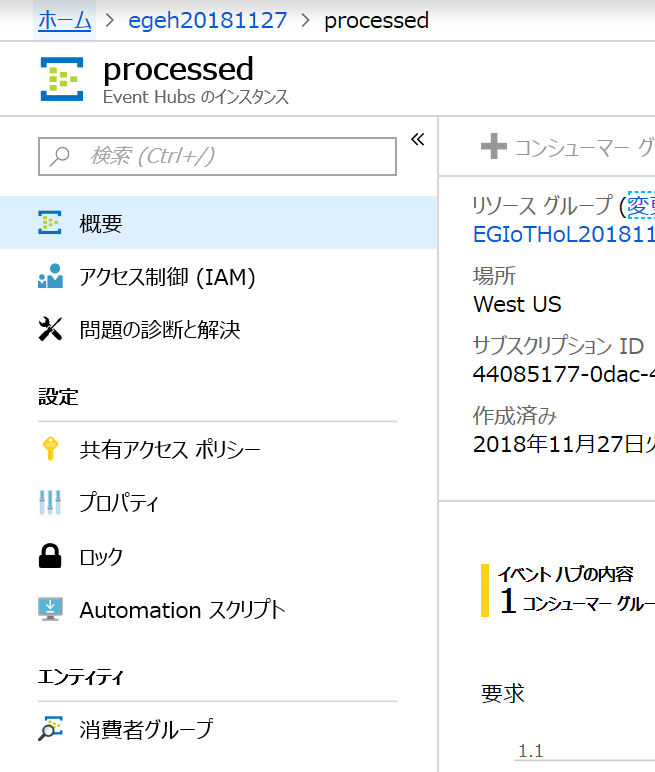 ホーム > egeh20181127 > processed
processed
Event Hubs のインスタンス
検索 (Ctrl+/)
概要
アクセス制御 (IAM)
問題の診断と解決
設定
共有アクセス ポリシー
プロパティ
ロック
Automation スクリプト
エンティティ
消費者グループ
コンシューマー グ
リソース グループ (変更
EGIoTHoL201811
場所
West US
サブスクリプション ID
44085177-0dac-4
作成済み
2018年11月27日火
イベント ハブの内容
1 コンシューマー グルー
要求
1.1